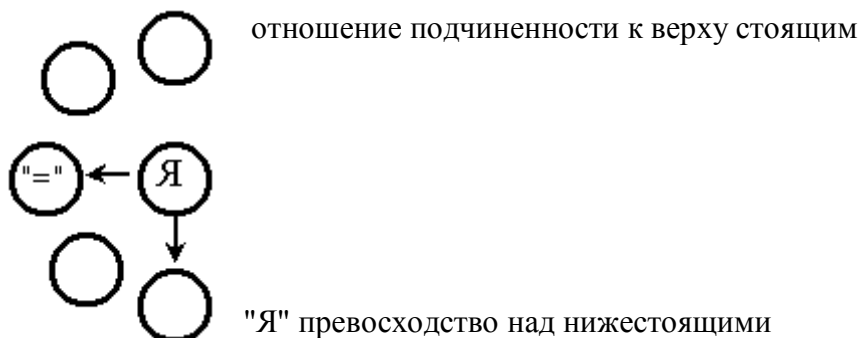 отношение подчиненности к верху стоящим
"=" Я
"Я" превосходство над нижестоящими